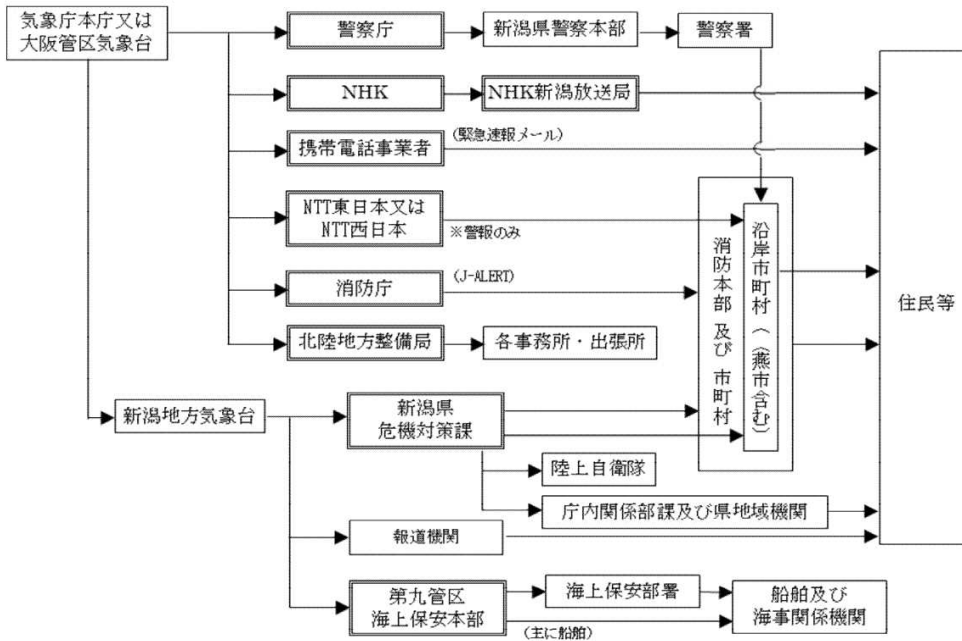 気象庁本庁又は
大阪管区気象台
警察庁
新潟県警察本部
警察署
NHK
NHK新潟放送局
携帯電話事業者
(緊急速報メール)
NTT東日本又は
NTT西日本
※警報のみ
消防庁
(J-ALERT)
北陸地方整備局
各事務所・出張所
消防本部及び市町村
沿岸市町村(（燕市含む)
住民等
新潟地方気象台
新潟県
危機対策課
陸上自衛隊
庁内関係部課及び県地域機関
報道機関
第九管区
海上保安本部
海上保安部署
(主に船舶)
船舶及び
海事関係機関